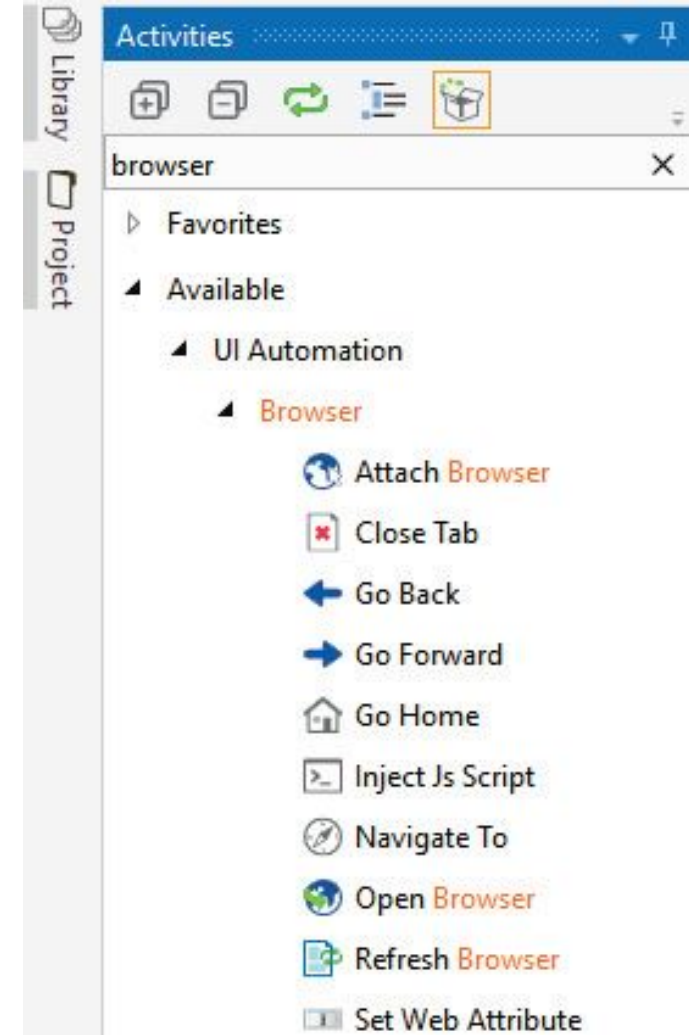 Library
Project
Activities
browser
Favorites
Available
UI Automation
Browser
Attach Browser
Close Tab
Go Back
Go Forward
Go Home
Inject Js Script
Navigate To
Open Browser
Refresh Browser
Set Web Attribute